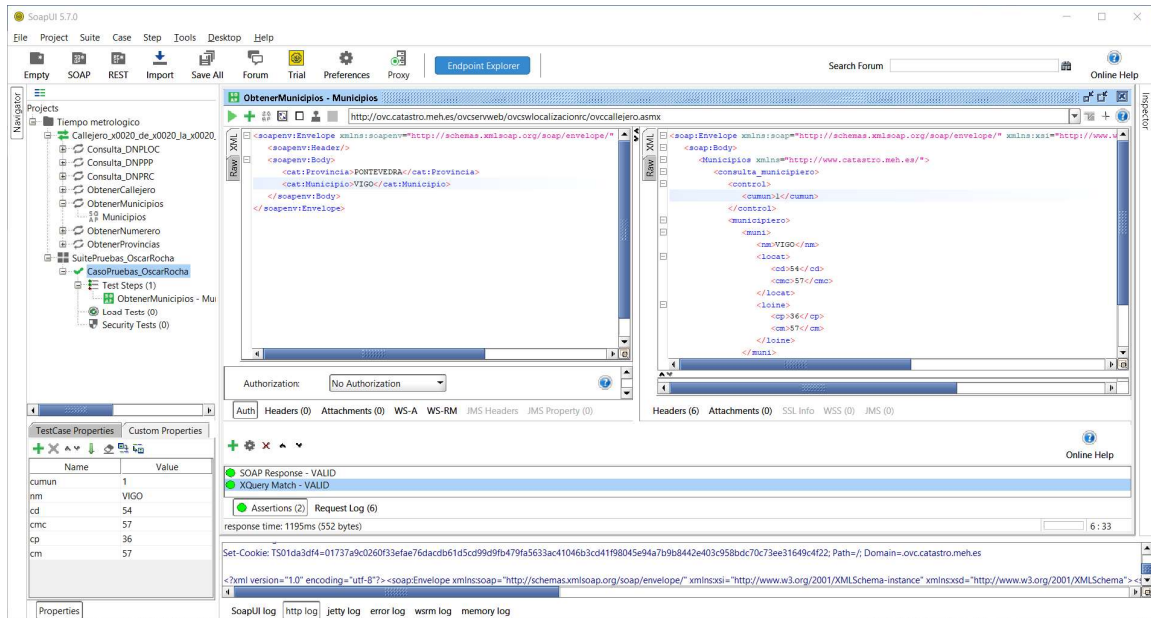 SoapUI 5.7.0
File Project Suite Case Step Tools Desktop Help
Empty SOAP REST Import Save All Forum Trial Preferences Proxy
Endpoint Explorer
Search Forum
Online Help
Navigator
Projects
Tiempo metrologico
Callejero_x0020_de_x0020_la_x0020_
Consulta_DNPLOC
Consulta_DNPPP
Consulta_DNPRC
ObtenerCallejero
ObtenerMunicipios
Municipios
ObtenerNumerero
ObtenerProvincias
SuitePruebas_OscarRocha
CasoPruebas_OscarRocha
Test Steps (1)
ObtenerMunicipios - Mu
Load Tests (0)
Security Tests (0)
TestCase Properties Custom Properties
Name Value
cumun 1
nm VIGO
cd 54
cmc 57
cp 36
cm 57
Properties
ObtenerMunicipios - Municipios
http://ovc.catastro.meh.es/ovcservweb/ovcswlocalizacionrc/ovccallejero.asmx
XML
Raw
<soapenv:Envelope xmlns:soapenv="http://schemas.xmlsoap.org/soap/envelope/"
<soapenv:Header/>
<soapenv:Body>
<cat:Provincia>PONTEVEDRA</cat:Provincia>
<cat:Municipio>VIGO</cat:Municipio>
</soapenv:Body>
</soapenv:Envelope>
Authorization: No Authorization
Auth Headers (0) Attachments (0) WS-A WS-RM JMS Headers JMS Property (0)
XML
Raw
<soap:Envelope xmlns:soap="http://schemas.xmlsoap.org/soap/envelope/" xmlns:xsi="http://www.w
<soap:Body>
<Municipios xmlns="http://www.catastro.meh.es/">
<consulta_municipiero>
<control>
<cumun>1</cumun>
</control>
<municipiero>
<muni>
<nm>VIGO</nm>
<locat>
<cd>54</cd>
<cmc>57</cmc>
</locat>
<loine>
<cp>36</cp>
<cm>57</cm>
</loine>
</muni>
Headers (6) Attachments (0) SSL Info WSS (0) JMS (0)
Online Help
SOAP Response - VALID
XQuery Match - VALID
Assertions (2) Request Log (6)
response time: 1195ms (552 bytes)
6 : 33
<?xml version="1.0" encoding="utf-8"?><soap:Envelope xmlns:soap="http://schemas.xmlsoap.org/soap/envelope/" xmlns:xsi="http://www.w3.org/2001/XMLSchema-instance" xmlns:xsd="http://www.w3.org/2001/XMLSchema"><s
SoapUI log http log jetty log error log wsrm log memory log
Inspector